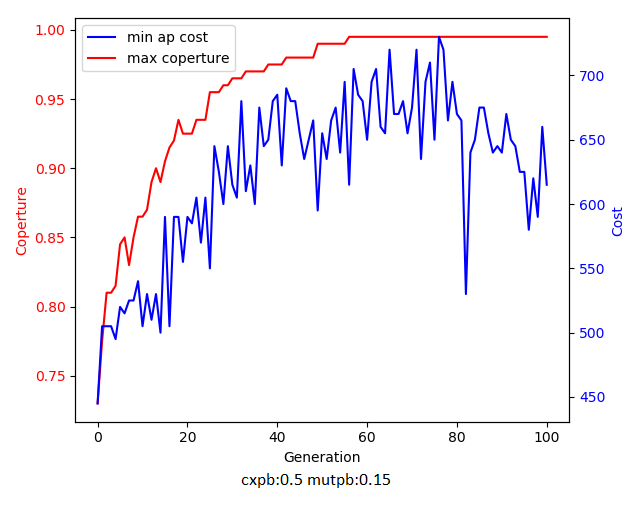 min ap cost
max coperture
1.00
0.95
0.90
0.85
0.80
0.75
Coperture
700
650
600
550
500
450
Cost
0 20 40 60 80 100
Generation
cxpb:0.5 mutpb:0.15